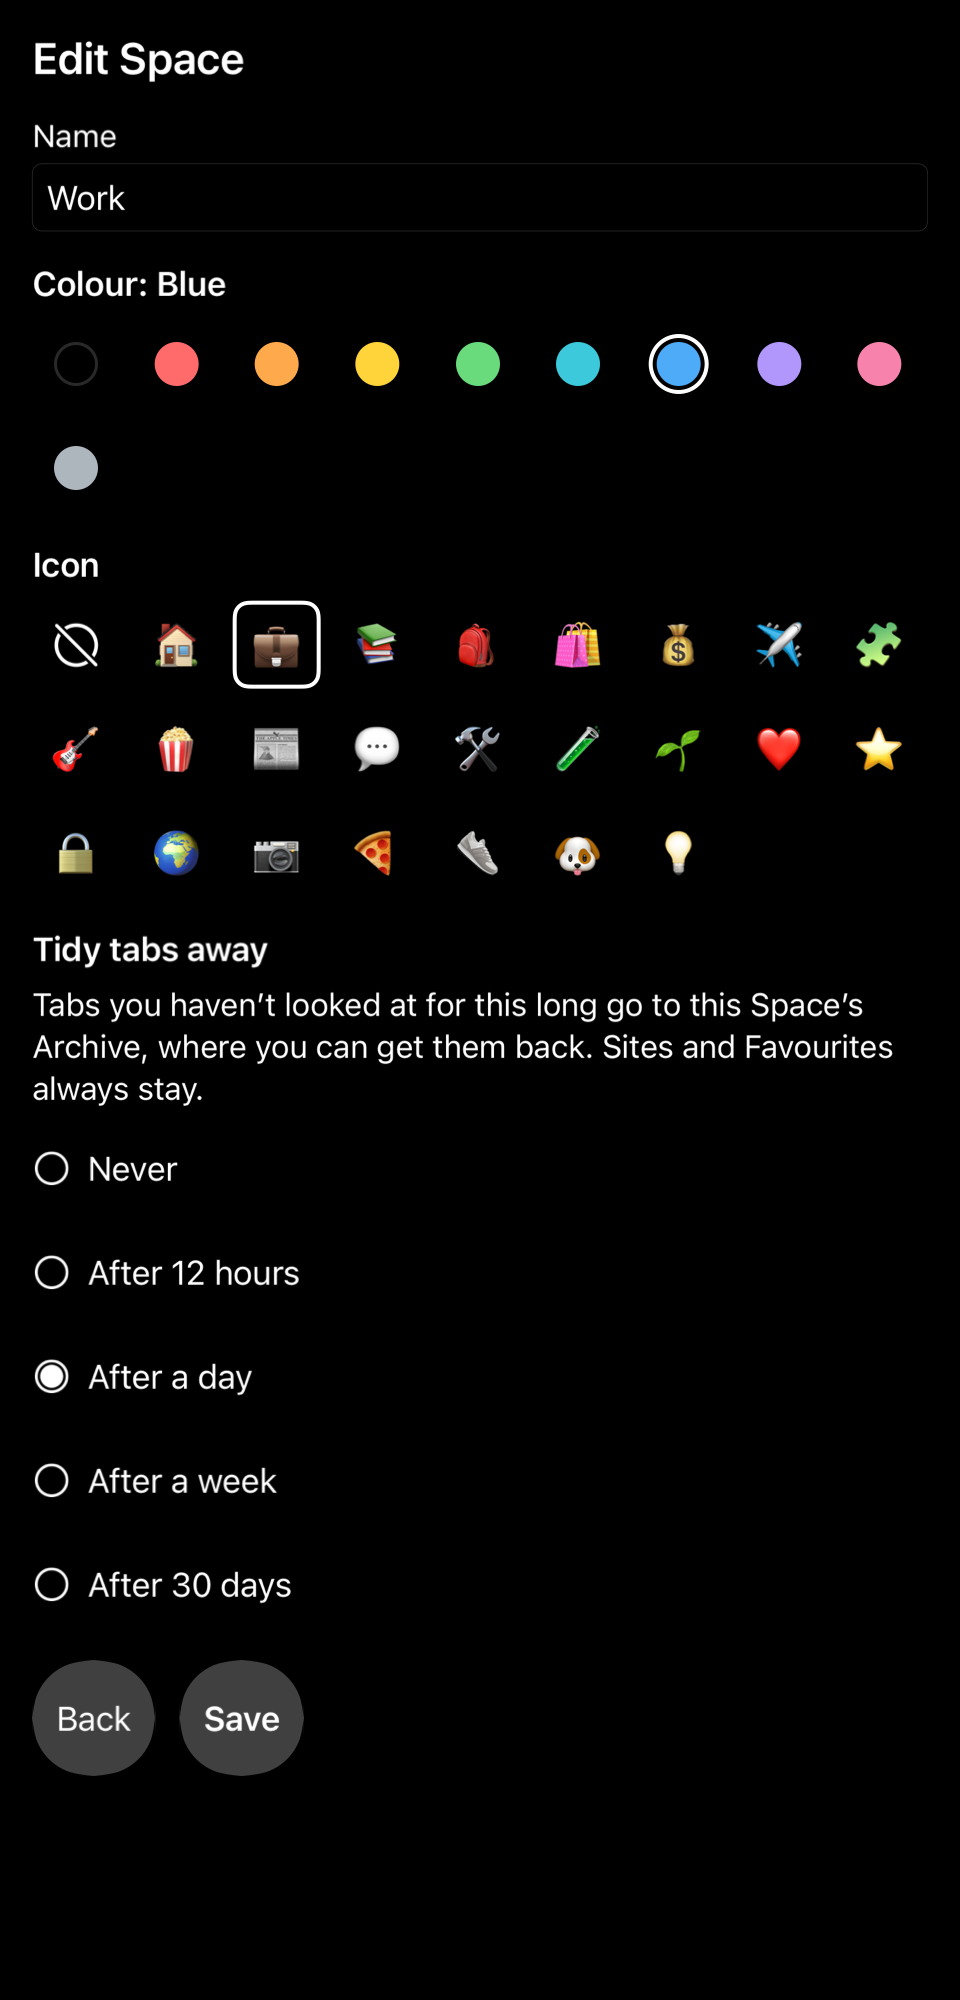 Edit Space
Name
Work
Colour: Blue
Icon
Tidy tabs away
Tabs you haven’t looked at for this long go to this Space’s
Archive, where you can get them back. Sites and Favourites
always stay.
Never
After 12 hours
After a day
After a week
After 30 days
Back
Save